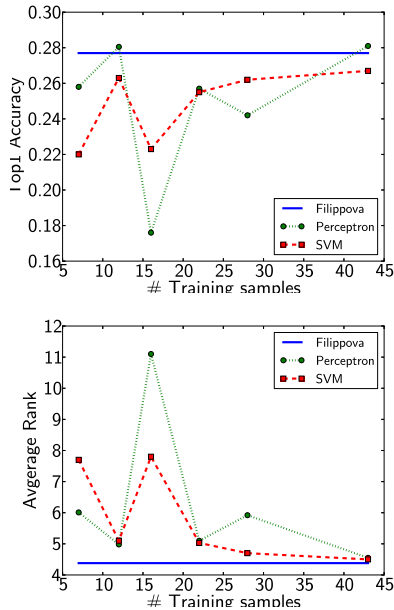 0.30
0.28
0.26
0.24
0.22
0.20
0.18
0.16
Top1 Accuracy
Filippova
Perceptron
SVM
5 10 15 20 25 30 35 40 45
# Training samples
12
11
10
9
8
7
6
5
4
Avgerage Rank
Filippova
Perceptron
SVM
5 10 15 20 25 30 35 40 45
# Training samples